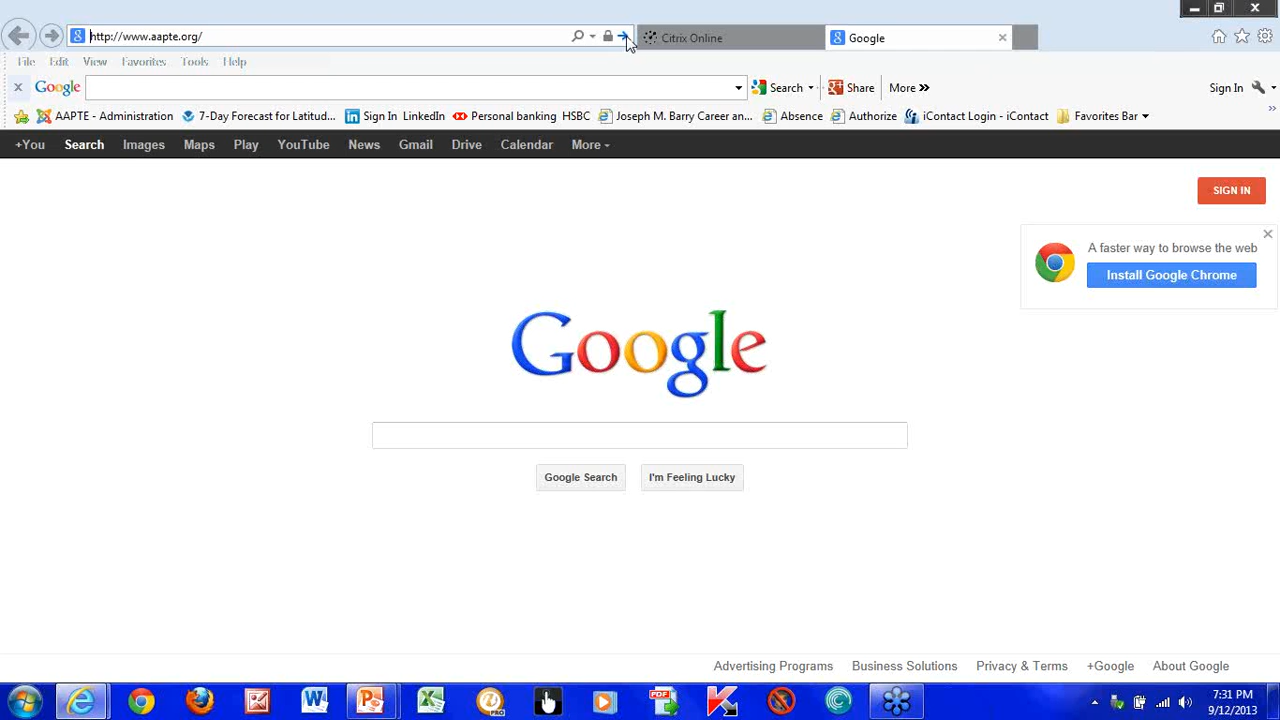 http://www.aapte.org/
Citrix Online
Google
File Edit View Favorites Tools Help
Google
Search
Share
More »
Sign In
AAPTE - Administration
7-Day Forecast for Latitud...
Sign In LinkedIn
Personal banking HSBC
Joseph M. Barry Career an...
Absence
Authorize
iContact Login - iContact
Favorites Bar
+You Search Images Maps Play YouTube News Gmail Drive Calendar More
SIGN IN
A faster way to browse the web
Install Google Chrome
Google
Google Search
I'm Feeling Lucky
Advertising Programs Business Solutions Privacy & Terms +Google About Google
7:31 PM
9/12/2013